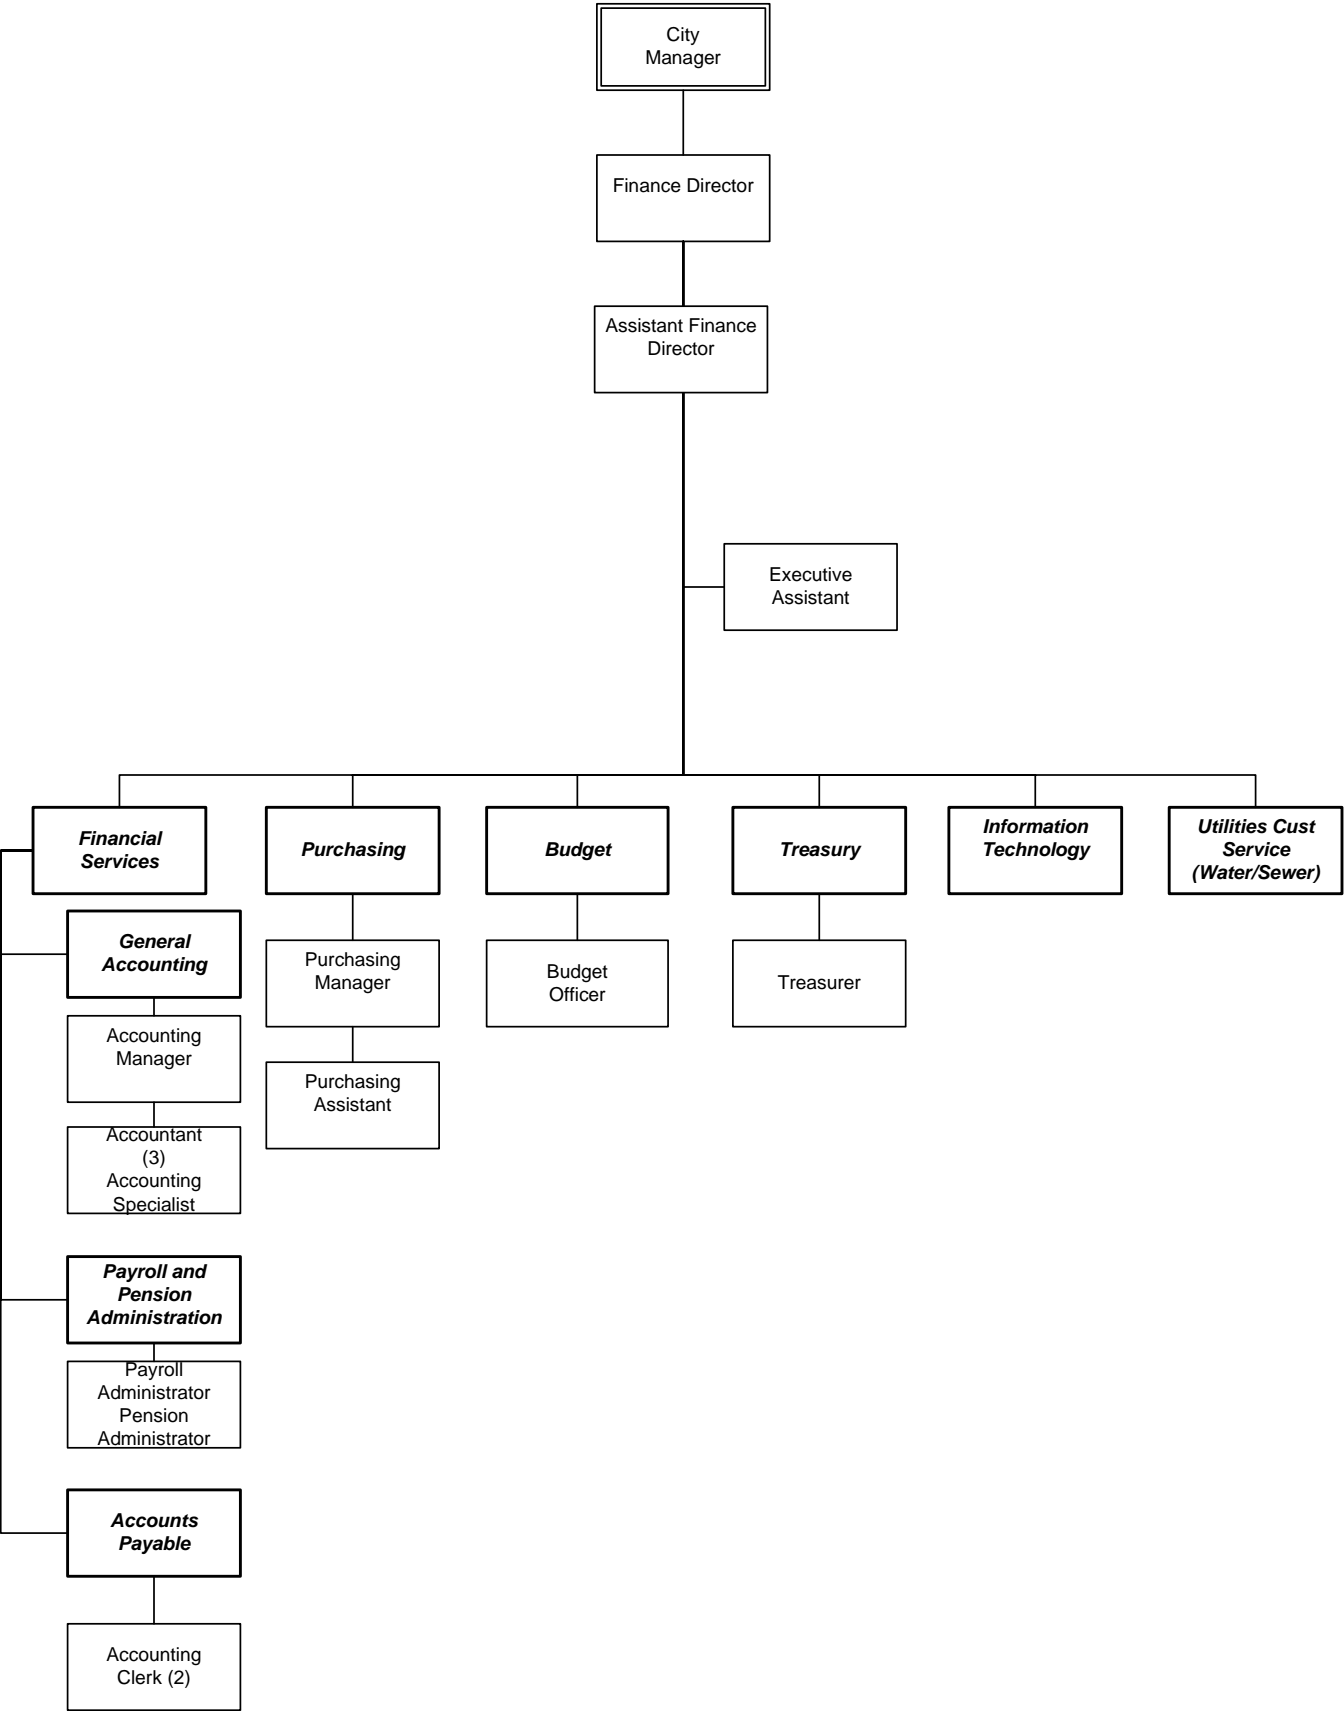 City
Manager
Finance Director
Assistant Finance
Director
Executive
Assistant
Financial
Services
Purchasing
Budget
Treasury
Information
Technology
Utilities Cust
Service
(Water/Sewer)
General
Accounting
Purchasing
Manager
Budget
Officer
Treasurer
Accounting
Manager
Purchasing
Assistant
Accountant
(3)
Accounting
Specialist
Payroll and
Pension
Administration
Payroll
Administrator
Pension
Administrator
Accounts
Payable
Accounting
Clerk (2)